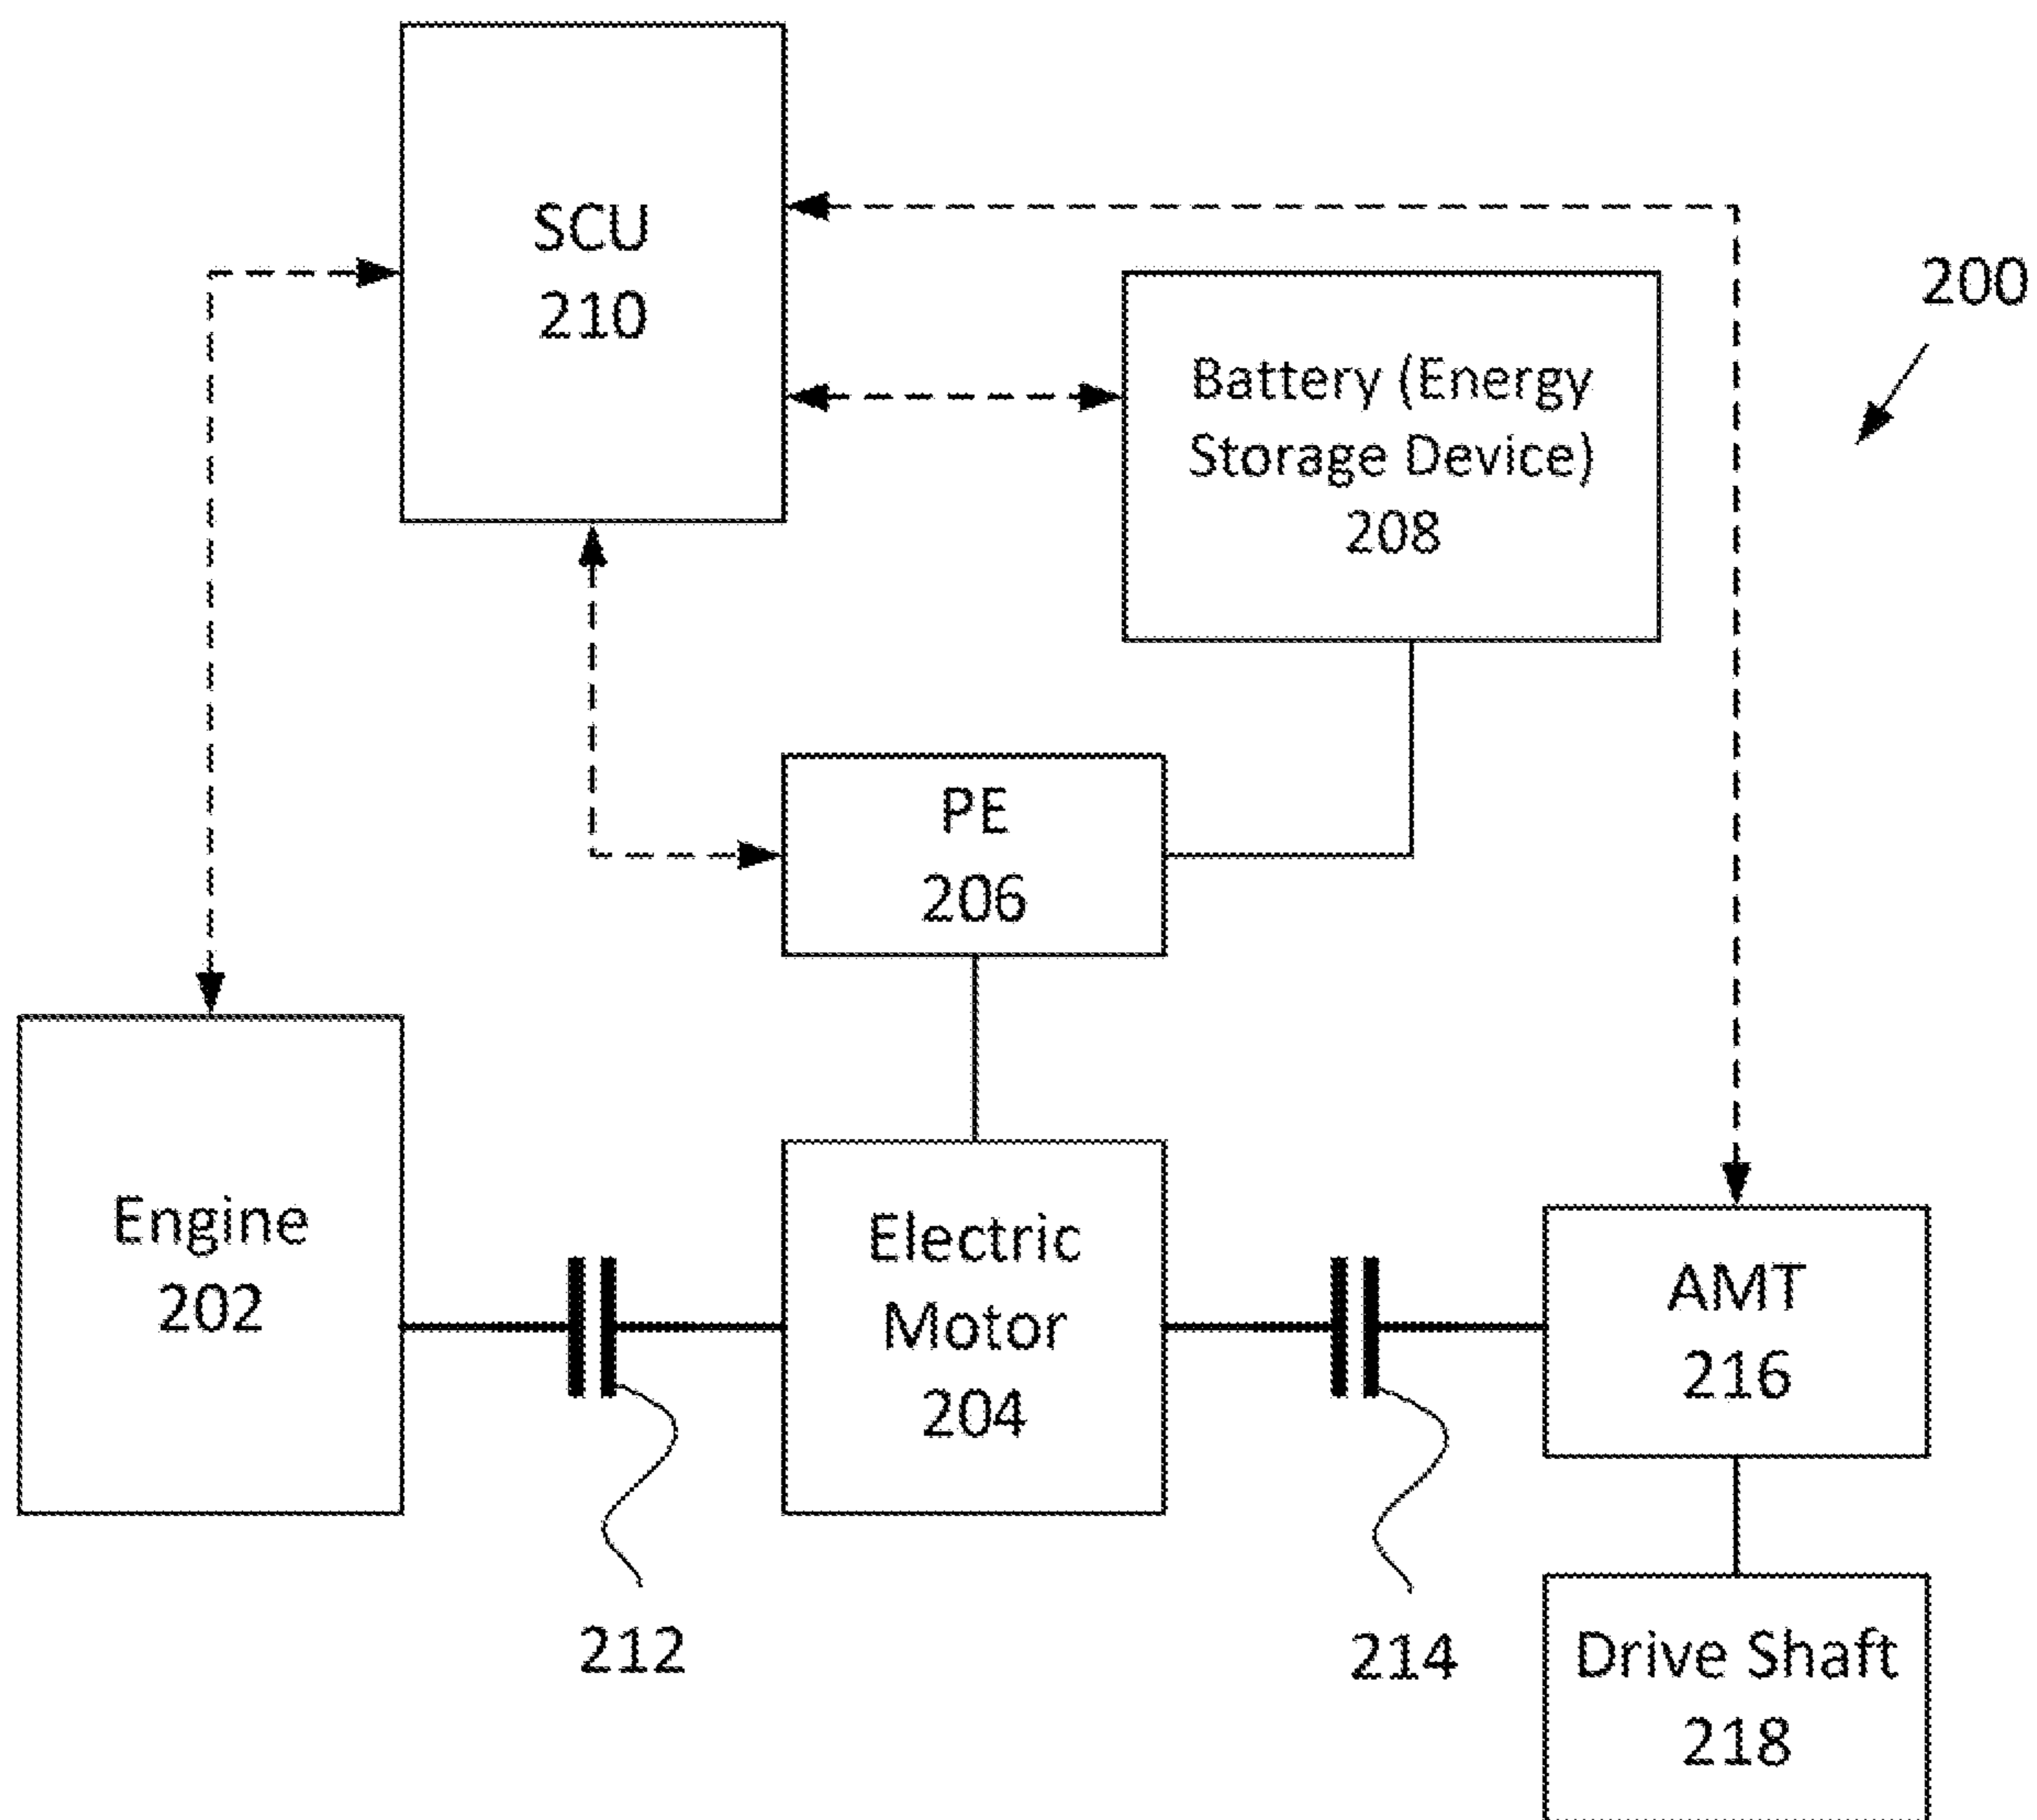 SCU
210
200
Battery (Energy
Storage Device)
208
PE
206
Engine
202
Electric
Motor
204
AMT
216
212
214
Drive Shaft
218